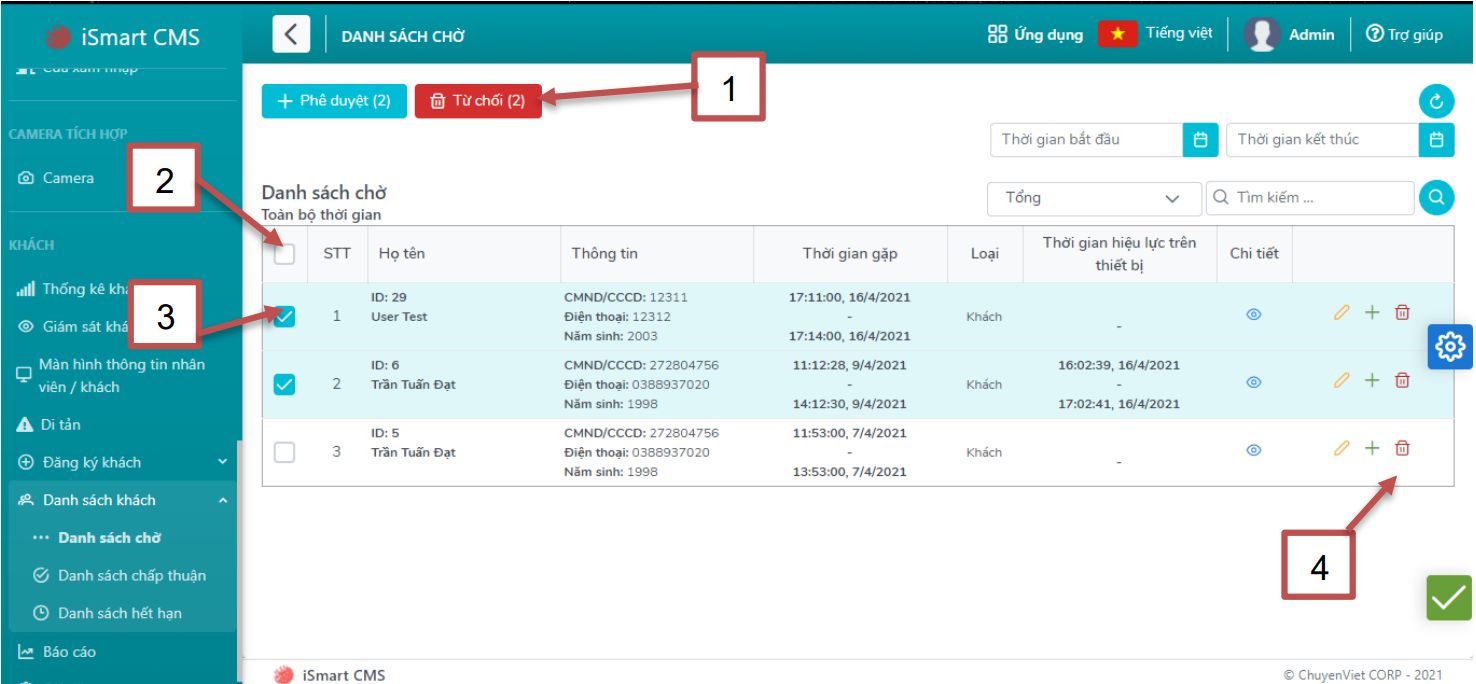 iSmart CMS
DANH SÁCH CHỜ
Ứng dụng
Tiếng việt
Admin
Trợ giúp
CAMERA TÍCH HỢP
Camera
KHÁCH
Thống kê
Giám sát
Màn hình thông tin nhân
viên / khách
Di tản
Đăng ký khách
Danh sách khách
Danh sách chờ
Danh sách chấp thuận
Danh sách hết hạn
Báo cáo
Phê duyệt (2)
Từ chối (2)
1
2
3
4
Thời gian bắt đầu
Thời gian kết thúc
Danh sách chờ
Toàn bộ thời gian
Tổng
Tìm kiếm ...
STT Họ tên Thông tin Thời gian gặp Loại Thời gian hiệu lực trên Chi tiết
thiết bị
ID: 29 CMND/CCCD: 12311 17:11:00, 16/4/2021
1 User Test Điện thoại: 12312 - Khách -
Năm sinh: 2003 17:14:00, 16/4/2021
ID: 6 CMND/CCCD: 272804756 11:12:28, 9/4/2021 16:02:39, 16/4/2021
2 Trần Tuấn Đạt Điện thoại: 0388937020 - Khách -
Năm sinh: 1998 14:12:30, 9/4/2021 17:02:41, 16/4/2021
ID: 5 CMND/CCCD: 272804756 11:53:00, 7/4/2021
3 Trần Tuấn Đạt Điện thoại: 0388937020 - Khách -
Năm sinh: 1998 13:53:00, 7/4/2021
iSmart CMS
© ChuyenViet CORP - 2021